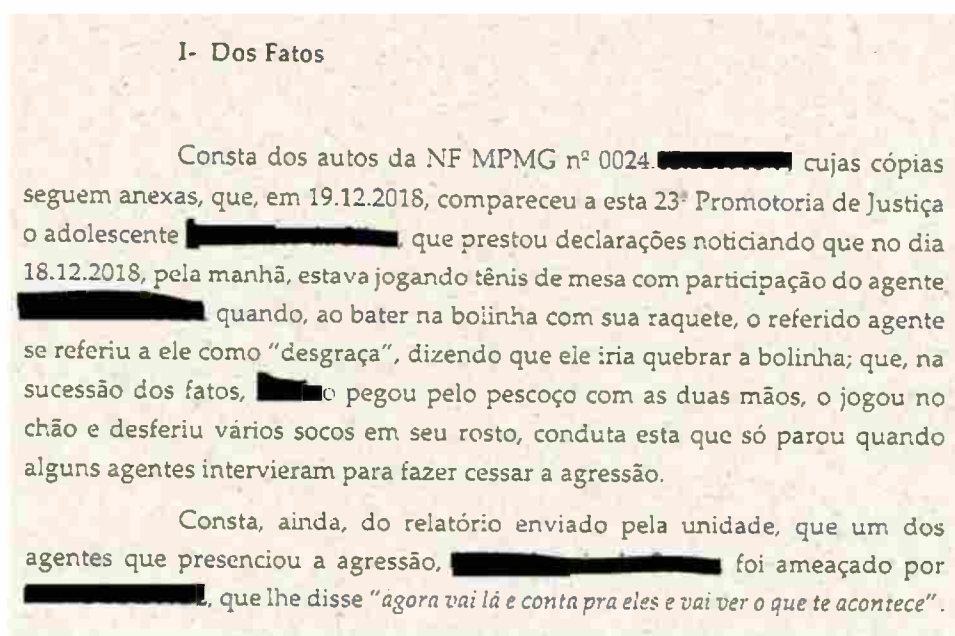 I- Dos Fatos
Consta dos autos da NF MPMG nº 0024. cujas cópias
seguem anexas, que, em 19.12.2018, compareceu a esta 23ª Promotoria de Justiça
o adolescente , que prestou declarações noticiando que no dia
18.12.2018, pela manhã, estava jogando tênis de mesa com participação do agente
quando, ao bater na bolinha com sua raquete, o referido agente
se referiu a ele como "desgraça", dizendo que ele iria quebrar a bolinha; que, na
sucessão dos fatos, o pegou pelo pescoço com as duas mãos, o jogou no
chão e desferiu vários socos em seu rosto, conduta esta que só parou quando
alguns agentes intervieram para fazer cessar a agressão.
Consta, ainda, do relatório enviado pela unidade, que um dos
agentes que presenciou a agressão, foi ameaçado por
, que lhe disse "agora vai lá e conta pra eles e vai ver o que te acontece".